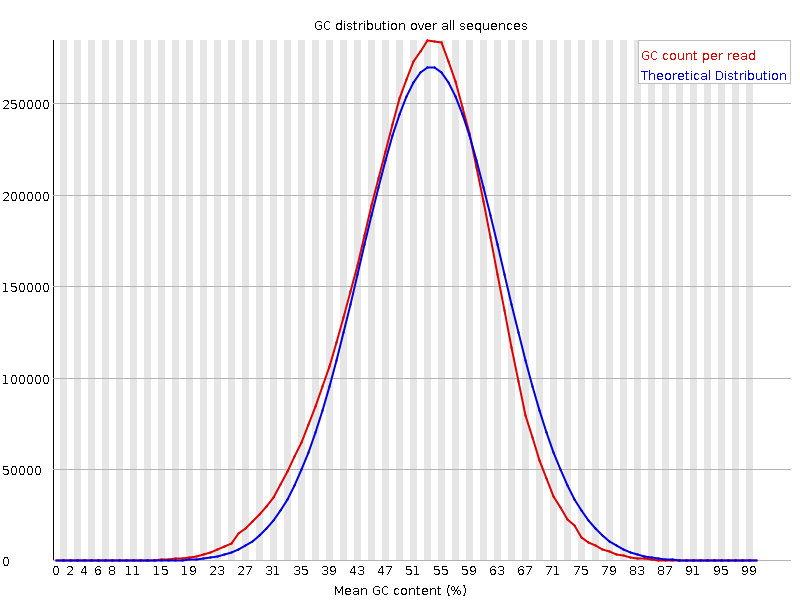 GC distribution over all sequences
GC count per read
Theoretical Distribution
250000
200000
150000
100000
50000
0
0 2 4 6 8 11 15 19 23 27 31 35 39 43 47 51 55 59 63 67 71 75 79 83 87 91 95 99
Mean GC content (%)